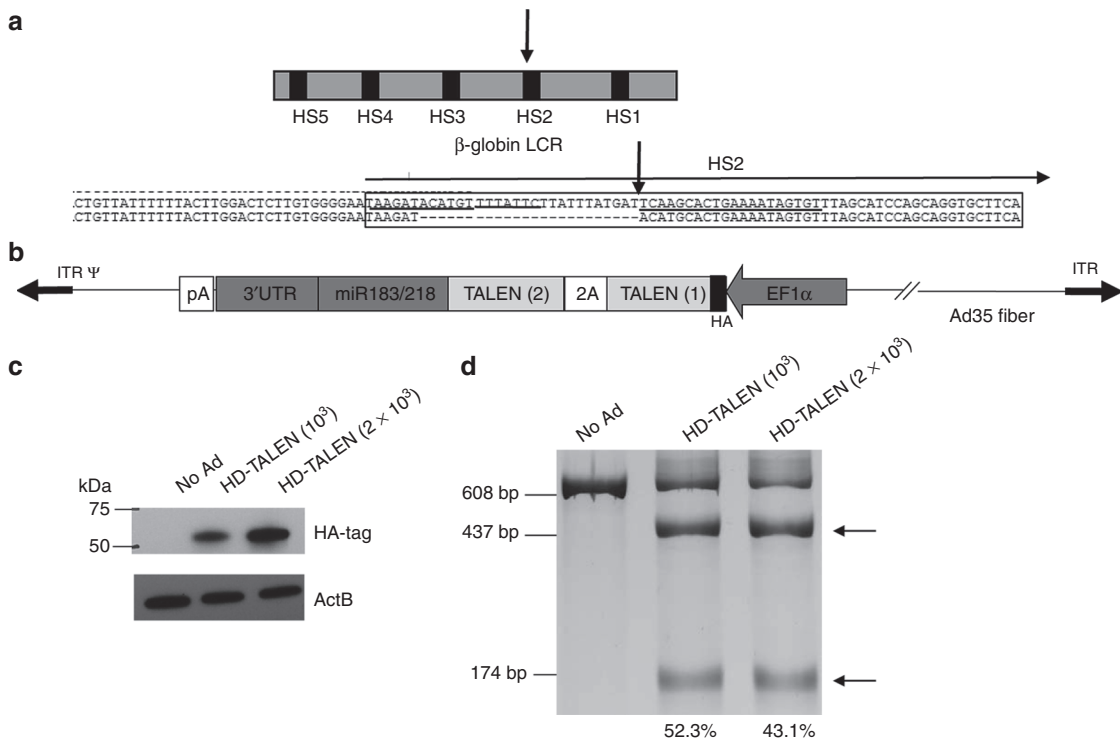 a
HS5 HS4 HS3 HS2 HS1
β-globin LCR
HS2
CTGTTATTTTTTACTTGGACTCTTGTGGGGAATAAGATACATGTTTTATTCTTATTTATGATTCAAGCACTGAAAATAGTGTTTAGCATCCAGCAGGTGCTTCA
CTGTTATTTTTTACTTGGACTCTTGTGGGGAATAAGAT----------------------ACATGCACTGAAAATAGTGTTTAGCATCCAGCAGGTGCTTCA
b
ITR Ψ
ITR
pA 3′UTR miR183/218 TALEN (2) 2A TALEN (1) EF1α
HA
Ad35 fiber
c
No Ad
HD-TALEN (10³)
HD-TALEN (2 × 10³)
kDa
75
50
HA-tag
ActB
d
No Ad
HD-TALEN (10³)
HD-TALEN (2 × 10³)
608 bp
437 bp
174 bp
52.3% 43.1%